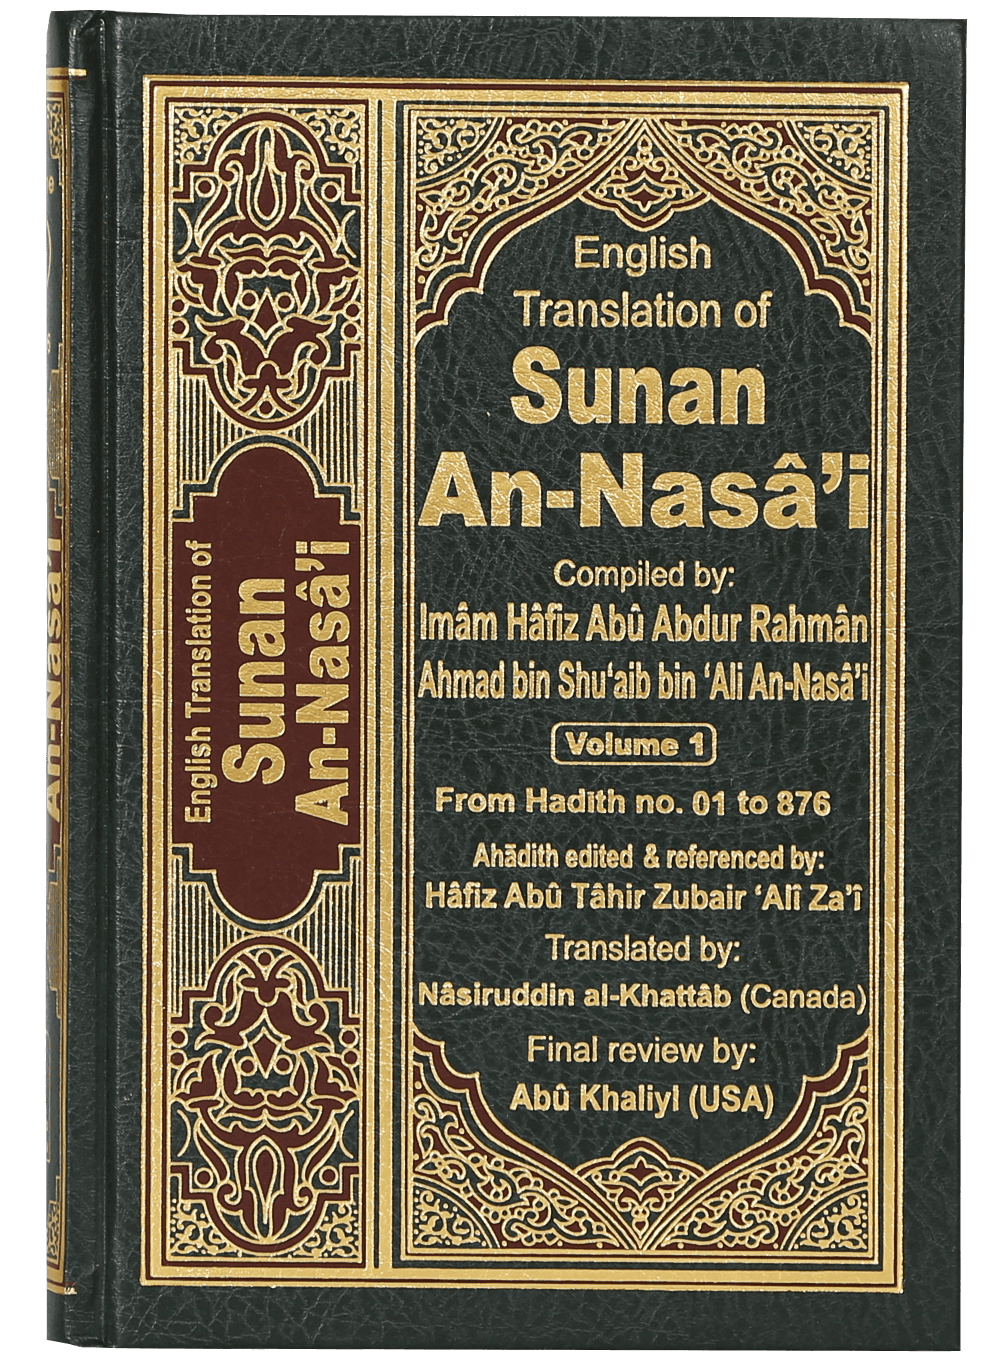 English
Translation of
Sunan
An-Nasâ'i
Compiled by:
Imâm Hâfiz Abû Abdur Rahmân
Ahmad bin Shu‘aib bin ‘Ali An-Nasâ'i
Volume 1
From Hadith no. 01 to 876
Ahādith edited & referenced by:
Hâfiz Abû Tâhir Zubair ‘Alî Za'î
Translated by:
Nâsiruddin al-Khattâb (Canada)
Final review by:
Abû Khaliyl (USA)
English Translation of
Sunan
An-Nasâ'i
An-Nasâ'i